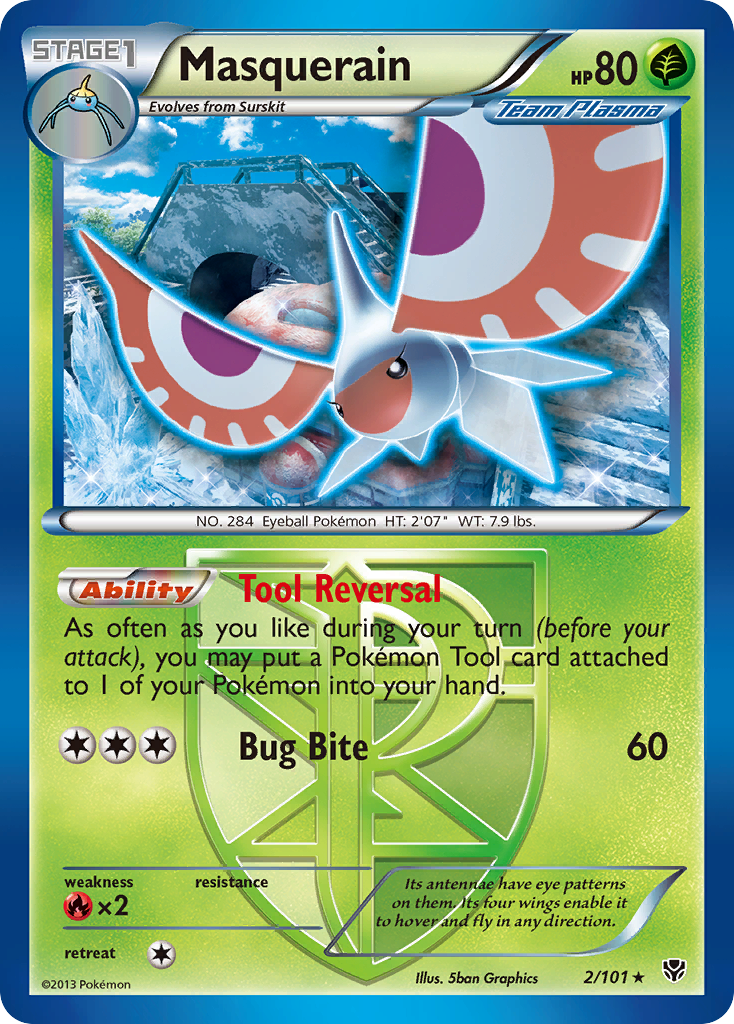 STAGE1
Masquerain
HP80
Evolves from Surskit
Team Plasma
NO. 284 Eyeball Pokémon HT: 2'07" WT: 7.9 lbs.
Ability Tool Reversal
As often as you like during your turn (before your
attack), you may put a Pokémon Tool card attached
to 1 of your Pokémon into your hand.
Bug Bite 60
weakness resistance
×2
retreat
Its antennae have eye patterns
on them. Its four wings enable it
to hover and fly in any direction.
©2013 Pokémon
Illus. 5ban Graphics
2/101 ★